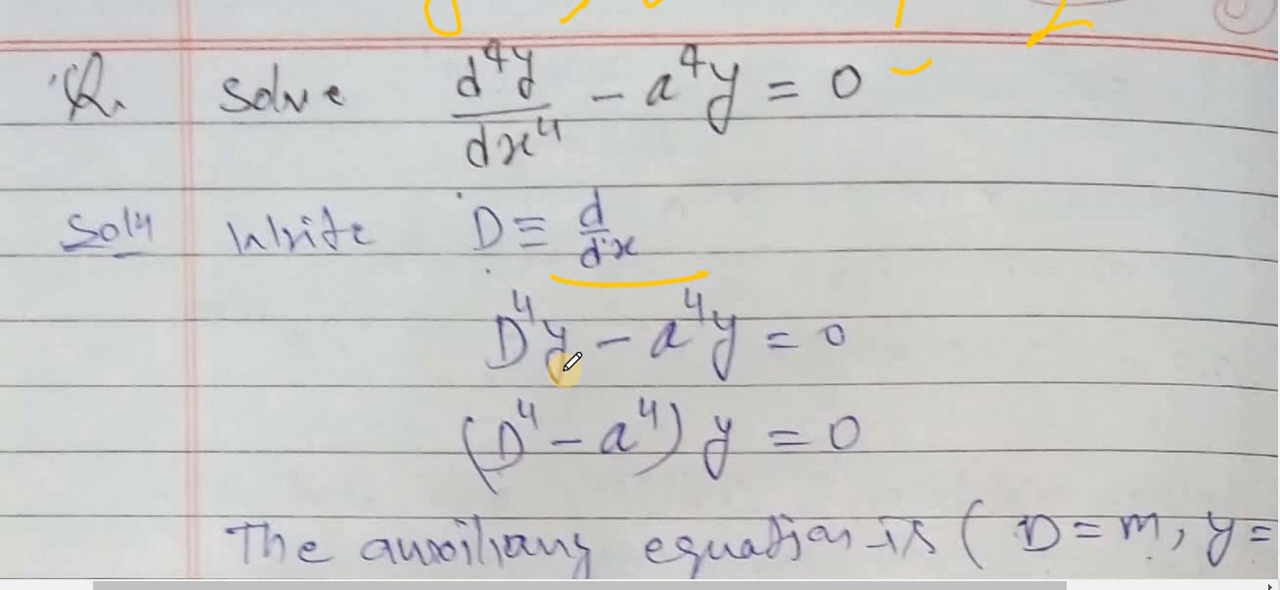 Q. Solve d⁴y/dx⁴ - a⁴y = 0
Soln Write D ≡ d/dx
D⁴y - a⁴y = 0
(D⁴ - a⁴) y = 0
The auxiliary equation is ( D = m, y =